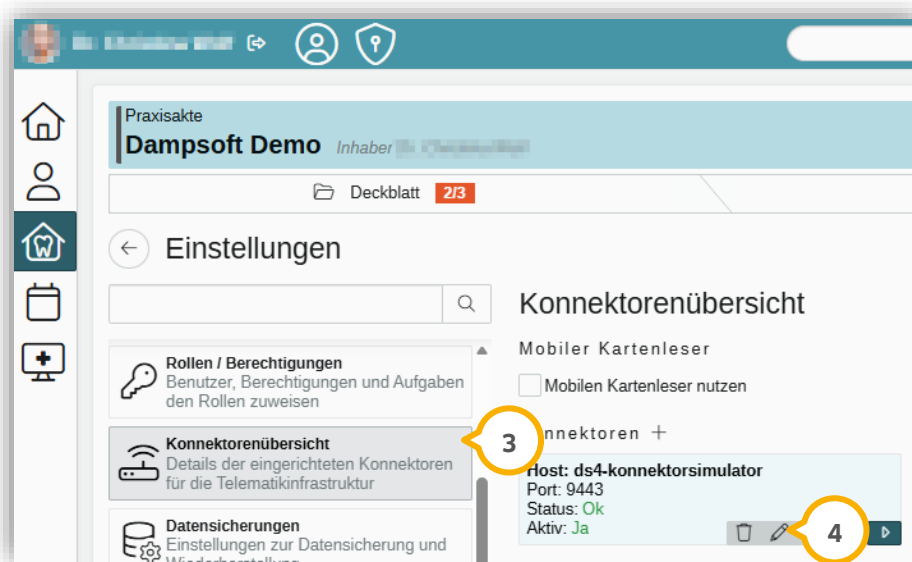 Praxisakte
Dampsoft Demo Inhaber
Deckblatt 2/3
Einstellungen
Rollen / Berechtigungen
Benutzer, Berechtigungen und Aufgaben
den Rollen zuweisen
Konnektorenübersicht
Details der eingerichteten Konnektoren
für die Telematikinfrastruktur
Datensicherungen
Einstellungen zur Datensicherung und
Wiederherstellung
Konnektorenübersicht
Mobiler Kartenleser
Mobilen Kartenleser nutzen
3
nnektoren +
Host: ds4-konnektorsimulator
Port: 9443
Status: Ok
Aktiv: Ja
4